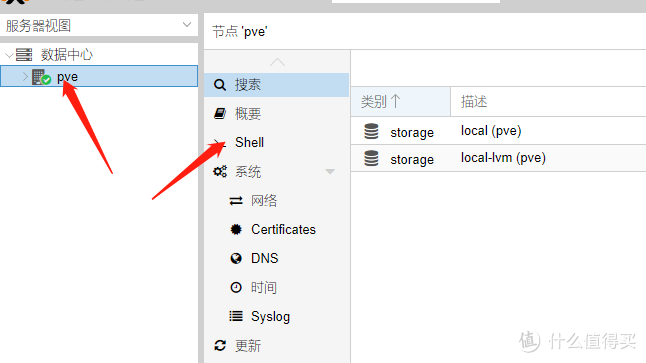 服务器视图
数据中心
pve
节点 'pve'
搜索
概要
Shell
系统
网络
Certificates
DNS
时间
Syslog
更新
类别 描述
storage local (pve)
storage local-lvm (pve)
值 什么值得买